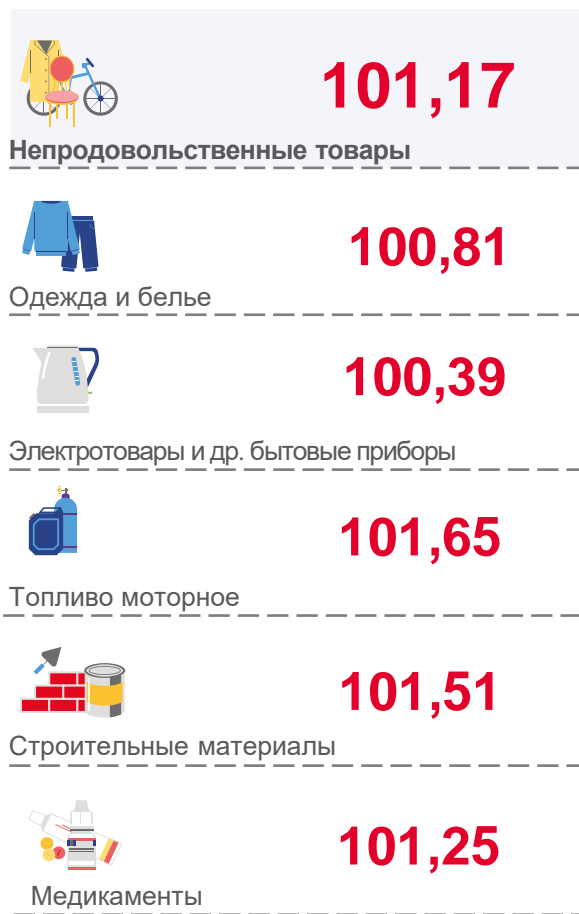 101,17
Непродовольственные товары
100,81
Одежда и белье
100,39
Электротовары и др. бытовые приборы
101,65
Топливо моторное
101,51
Строительные материалы
101,25
Медикаменты